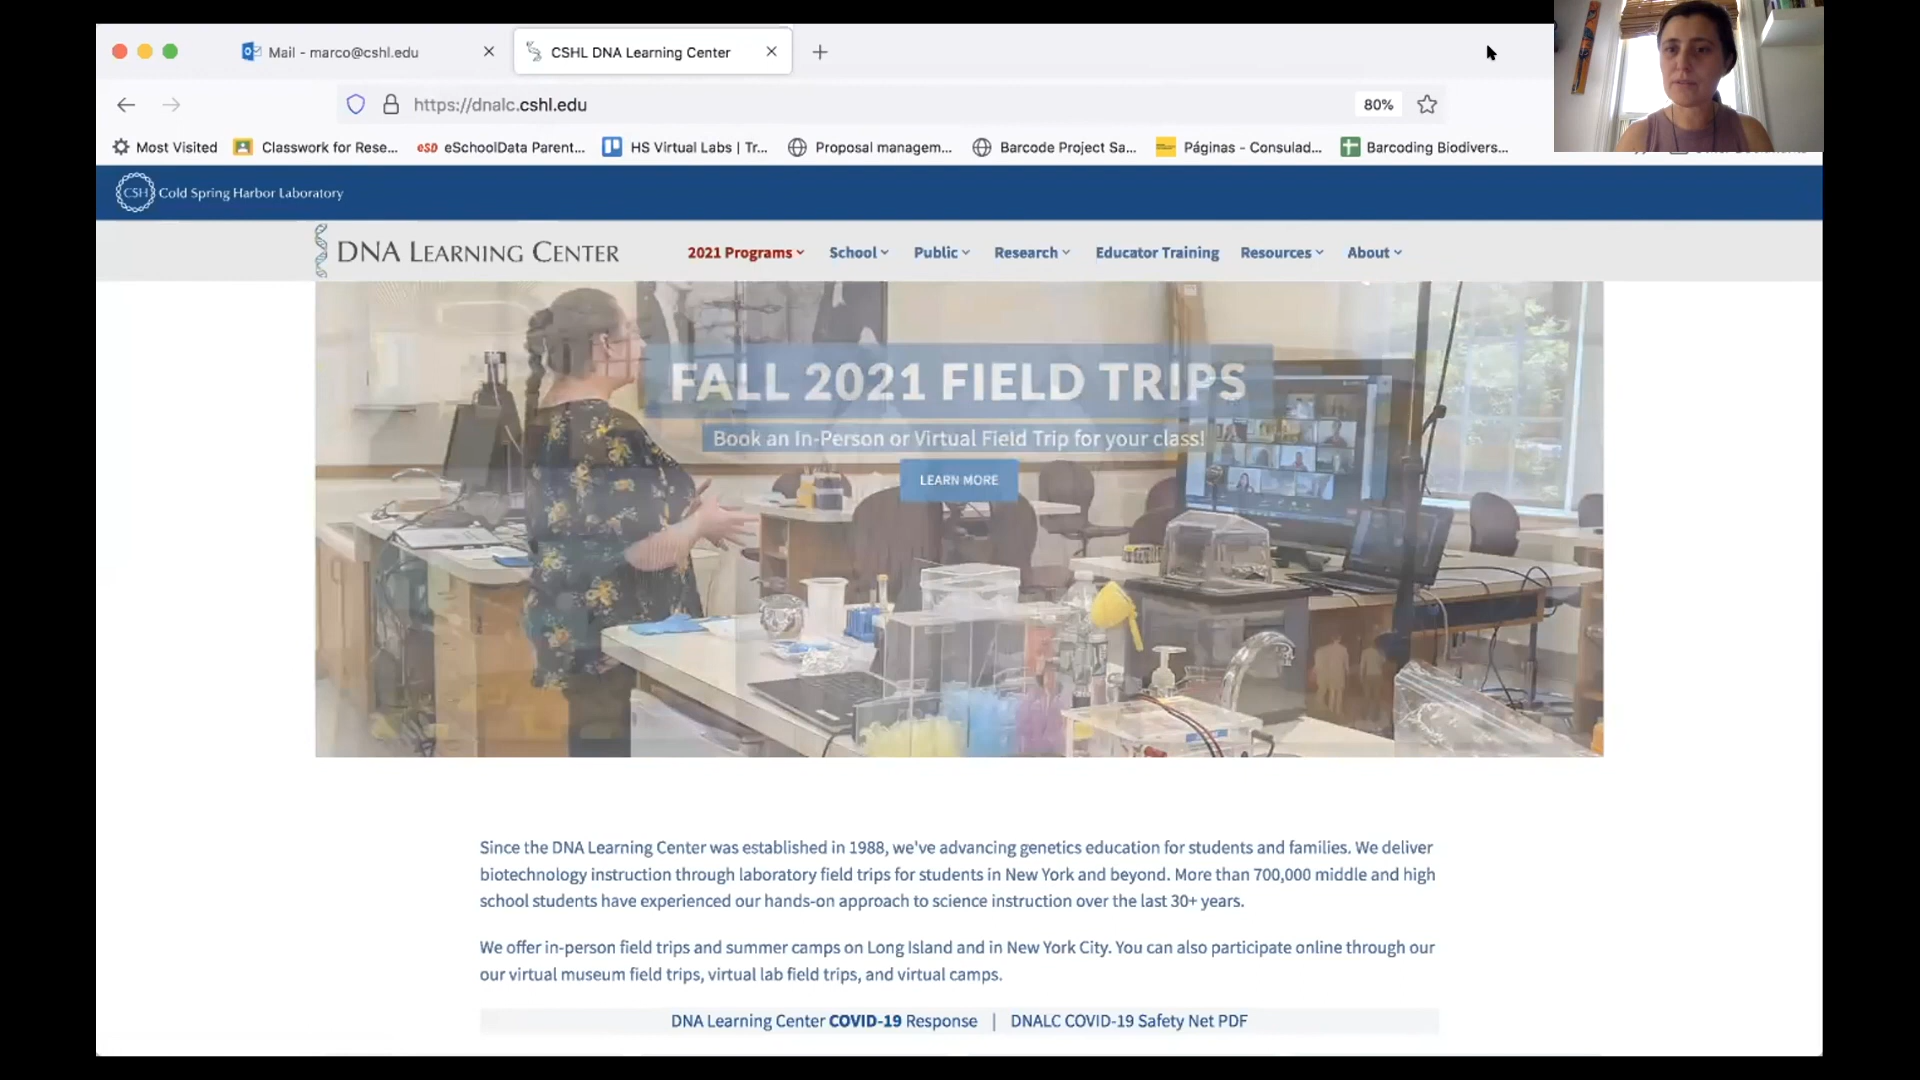 Mail - marco@cshl.edu
CSHL DNA Learning Center
https://dnalc.cshl.edu
80%
Most Visited
Classwork for Rese...
eSD eSchoolData Parent...
HS Virtual Labs | Tr...
Proposal managem...
Barcode Project Sa...
Páginas - Consulad...
Barcoding Biodivers...
CSH Cold Spring Harbor Laboratory
DNA LEARNING CENTER
2021 Programs
School
Public
Research
Educator Training
Resources
About
FALL 2021 FIELD TRIPS
Book an In-Person or Virtual Field Trip for your class!
LEARN MORE
Since the DNA Learning Center was established in 1988, we've advancing genetics education for students and families. We deliver
biotechnology instruction through laboratory field trips for students in New York and beyond. More than 700,000 middle and high
school students have experienced our hands-on approach to science instruction over the last 30+ years.
We offer in-person field trips and summer camps on Long Island and in New York City. You can also participate online through our
our virtual museum field trips, virtual lab field trips, and virtual camps.
DNA Learning Center COVID-19 Response | DNALC COVID-19 Safety Net PDF